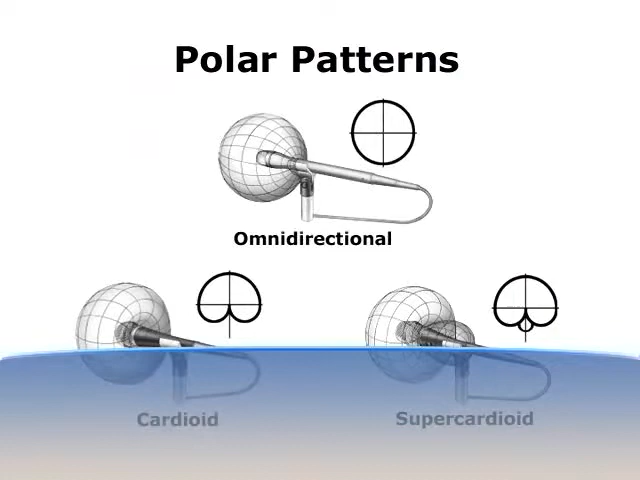 Polar Patterns
Omnidirectional
Cardioid
Supercardioid